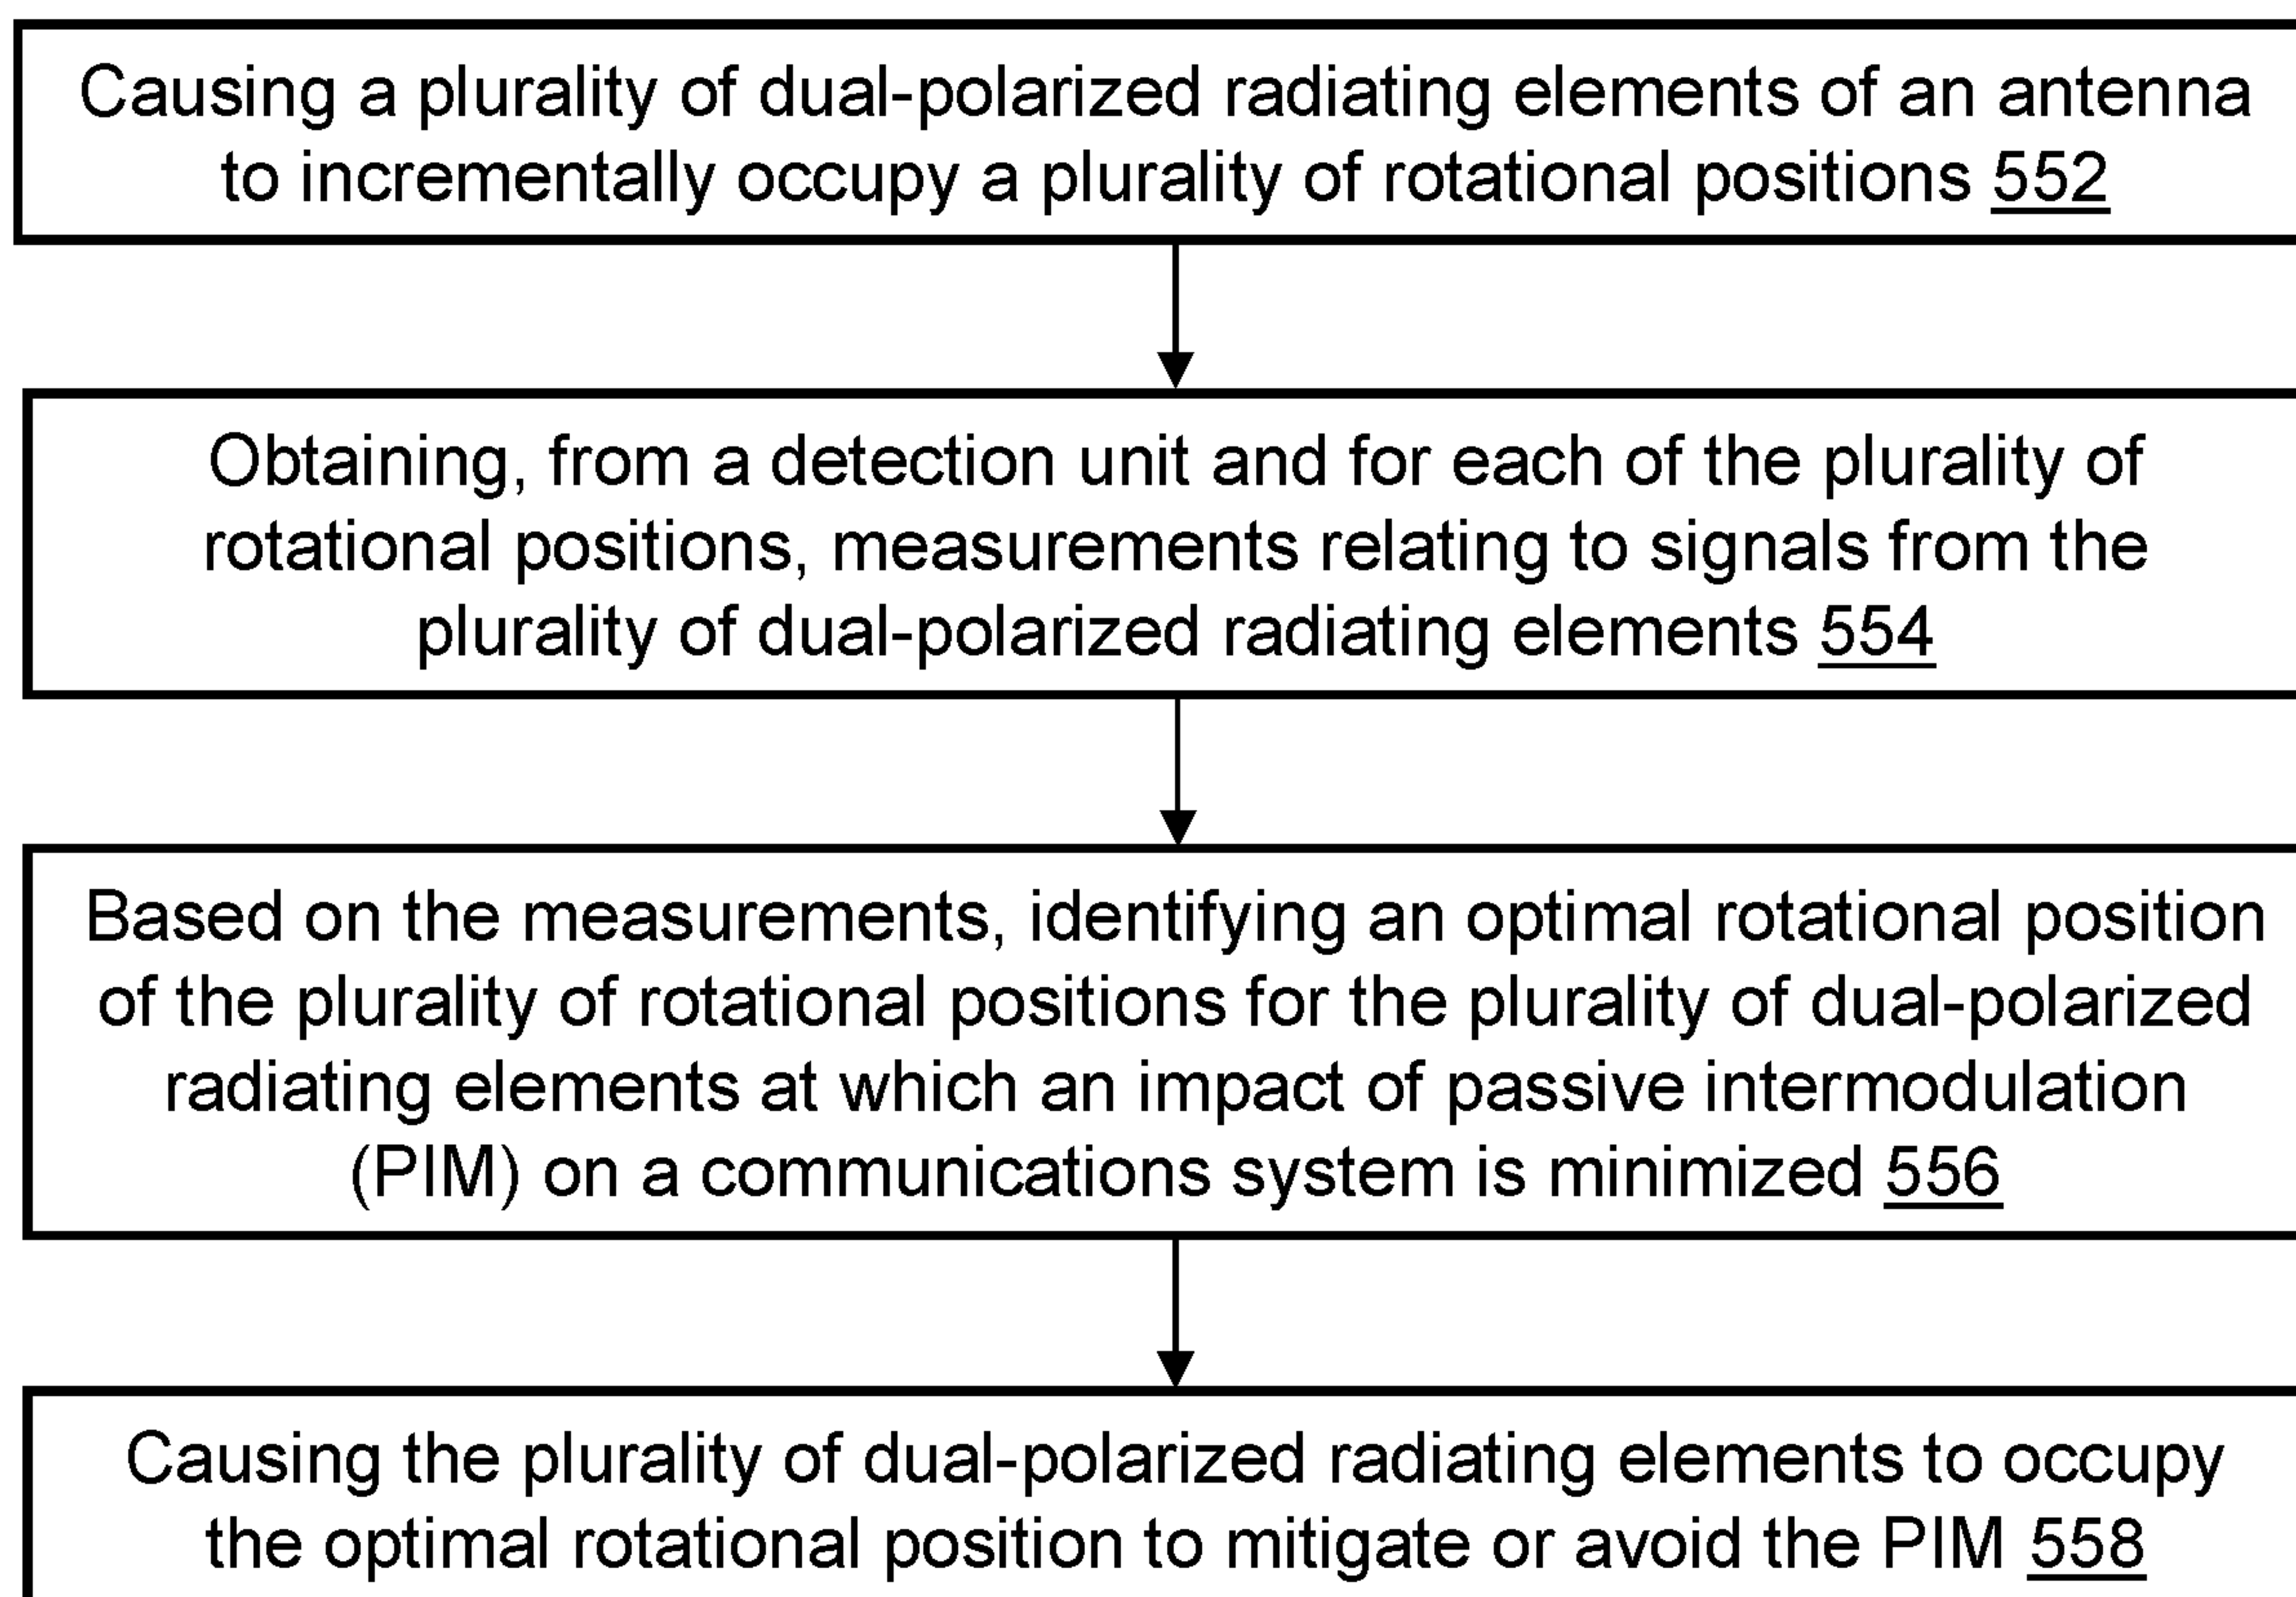 Causing a plurality of dual-polarized radiating elements of an antenna
to incrementally occupy a plurality of rotational positions 552
Obtaining, from a detection unit and for each of the plurality of
rotational positions, measurements relating to signals from the
plurality of dual-polarized radiating elements 554
Based on the measurements, identifying an optimal rotational position
of the plurality of rotational positions for the plurality of dual-polarized
radiating elements at which an impact of passive intermodulation
(PIM) on a communications system is minimized 556
Causing the plurality of dual-polarized radiating elements to occupy
the optimal rotational position to mitigate or avoid the PIM 558